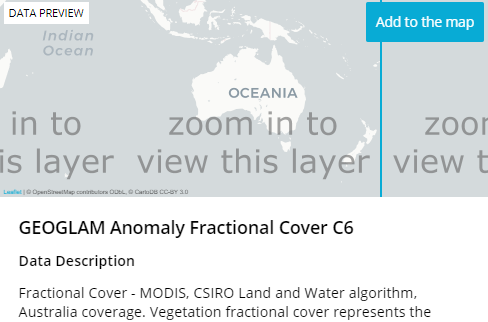 DATA PREVIEW
Add to the map
Indian
Ocean
OCEANIA
in to zoom in to zoom
is layer view this layer view t
Leaflet | © OpenStreetMap contributors ODbL, © CartoDB CC-BY 3.0
GEOGLAM Anomaly Fractional Cover C6
Data Description
Fractional Cover - MODIS, CSIRO Land and Water algorithm,
Australia coverage. Vegetation fractional cover represents the